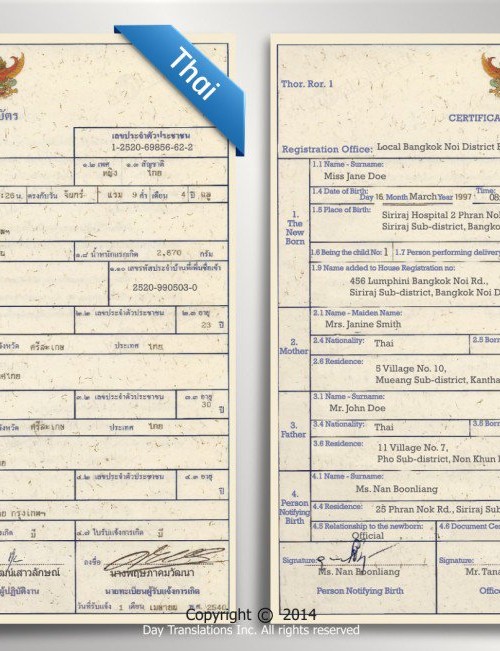 Thai
บัตร
เลขประจำตัวประชาชน
1-2520-69856-62-2
๑.๒ เพศ ๑.๓ สัญชาติ
หญิง ไทย
:26 น. ตรงกับวัน จันทร์ แรม 9 ค่ำ เดือน 4 ปี ฉลู
๑.๘ น้ำหนักแรกเกิด 2,870 กรัม
๑.๑๐ เลขรหัสประจำบ้านที่เพิ่มชื่อเข้า
2520-990503-0
๒.๒ เลขประจำตัวประชาชน ๒.๓ อายุ
23 ปี
จังหวัด ศรีสะเกษ ประเทศ ไทย
๓.๒ เลขประจำตัวประชาชน ๓.๓ อายุ
30 ปี
จังหวัด ศรีสะเกษ ประเทศ ไทย
๔.๒ เลขประจำตัวประชาชน ๔.๓ อายุ
ปี
กรุงเทพฯ
มี ๔.๗ ใบรับแจ้งการเกิด มี
ลงชื่อ
นางพฤษภาคมวัฒนา
ผู้ปฏิบัติงาน นายทะเบียนผู้รับแจ้งการเกิด
วันที่รับแจ้ง 1 เดือน เมษายน พ.ศ. 2540
Thor. Ror. 1
CERTIFICA
Registration Office: Local Bangkok Noi District
1.1 Name - Surname:
Miss Jane Doe
1.4 Date of Birth: Day 16 Month March Year 1997 Time: 08
1.5 Place of Birth:
Siriraj Hospital 2 Phran No
Siriraj Sub-district, Bangko
1. The New Born
1.6 Being the child No: 1 1.7 Person performing delivery
1.9 Name added to House Registration no:
456 Lumphini Bangkok Noi Rd.,
Siriraj Sub-district, Bangkok Noi D
2.1 Name - Maiden Name:
Mrs. Janine Smith
2. Mother
2.4 Nationality: Thai 2.5 Born
2.6 Residence:
5 Village No. 10,
Mueang Sub-district, Kantha
3.1 Name - Surname:
Mr. John Doe
3. Father
3.4 Nationality: Thai 3.5 Born
3.6 Residence:
11 Village No. 7,
Pho Sub-district, Non Khun
4.1 Name - Surname:
Ms. Nan Boonliang
4. Person Notifying Birth
4.4 Residence: 25 Phran Nok Rd., Siriraj Sub
4.5 Relationship to the newborn: 4.6 Document Cer
Official
Signature: Signature:
Ms. Nan Boonliang Mr. Tana
Person Notifying Birth Offic
Copyright © 2014
Day Translations Inc. All rights reserved